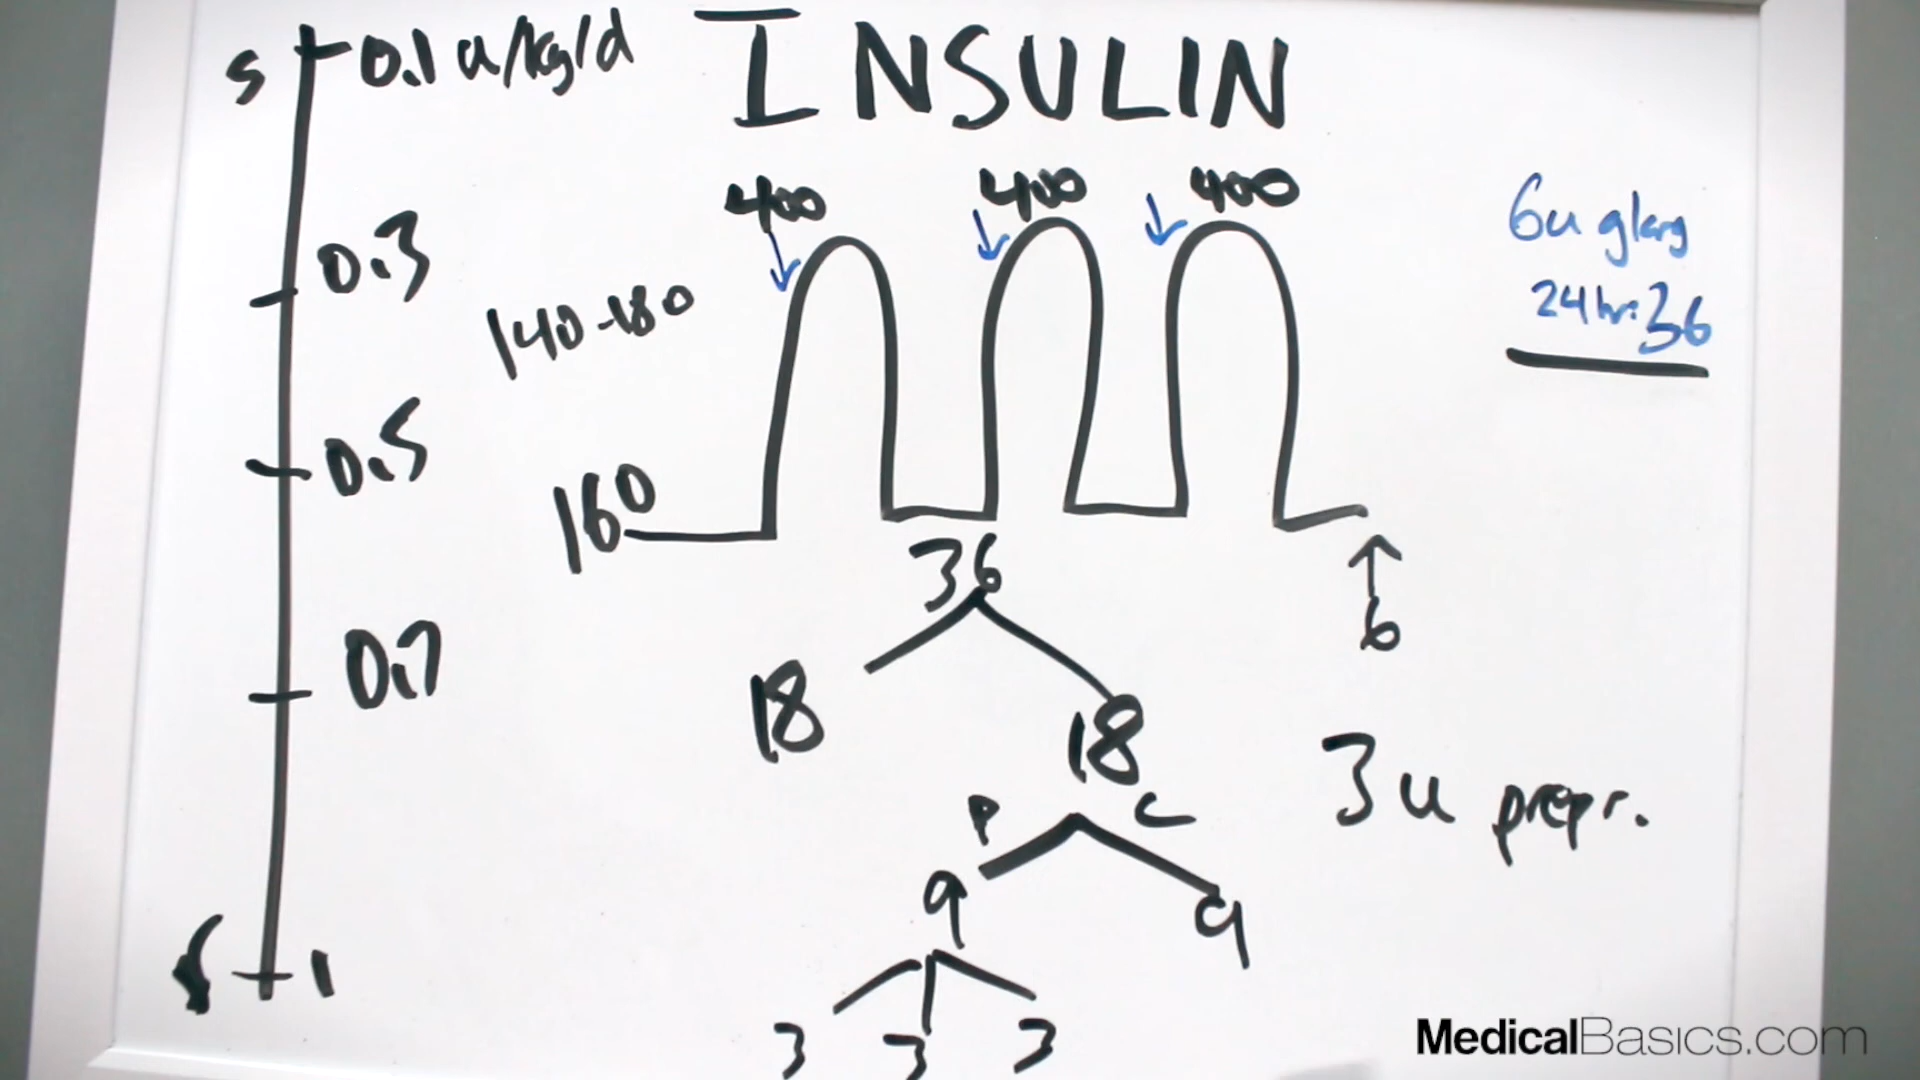 INSULIN
S 0.1 u/kg/d
0.3
0.5
0.7
1
140-180
400 400 400
160
6u glarg
24hr: 36
6
36
18 18
P C
9 9
3 3 3
3u prepr.
MedicalBasics.com